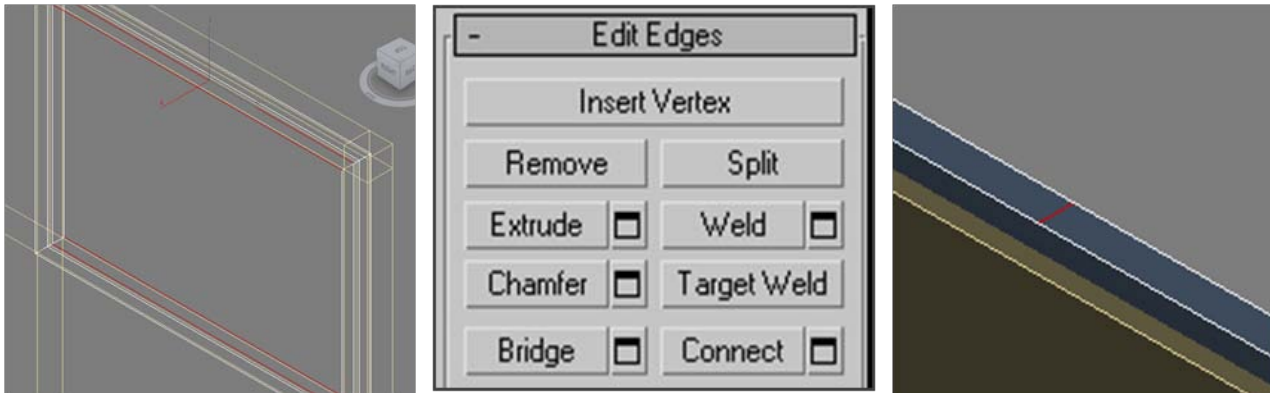 - Edit Edges
Insert Vertex
Remove Split
Extrude Weld
Chamfer Target Weld
Bridge Connect